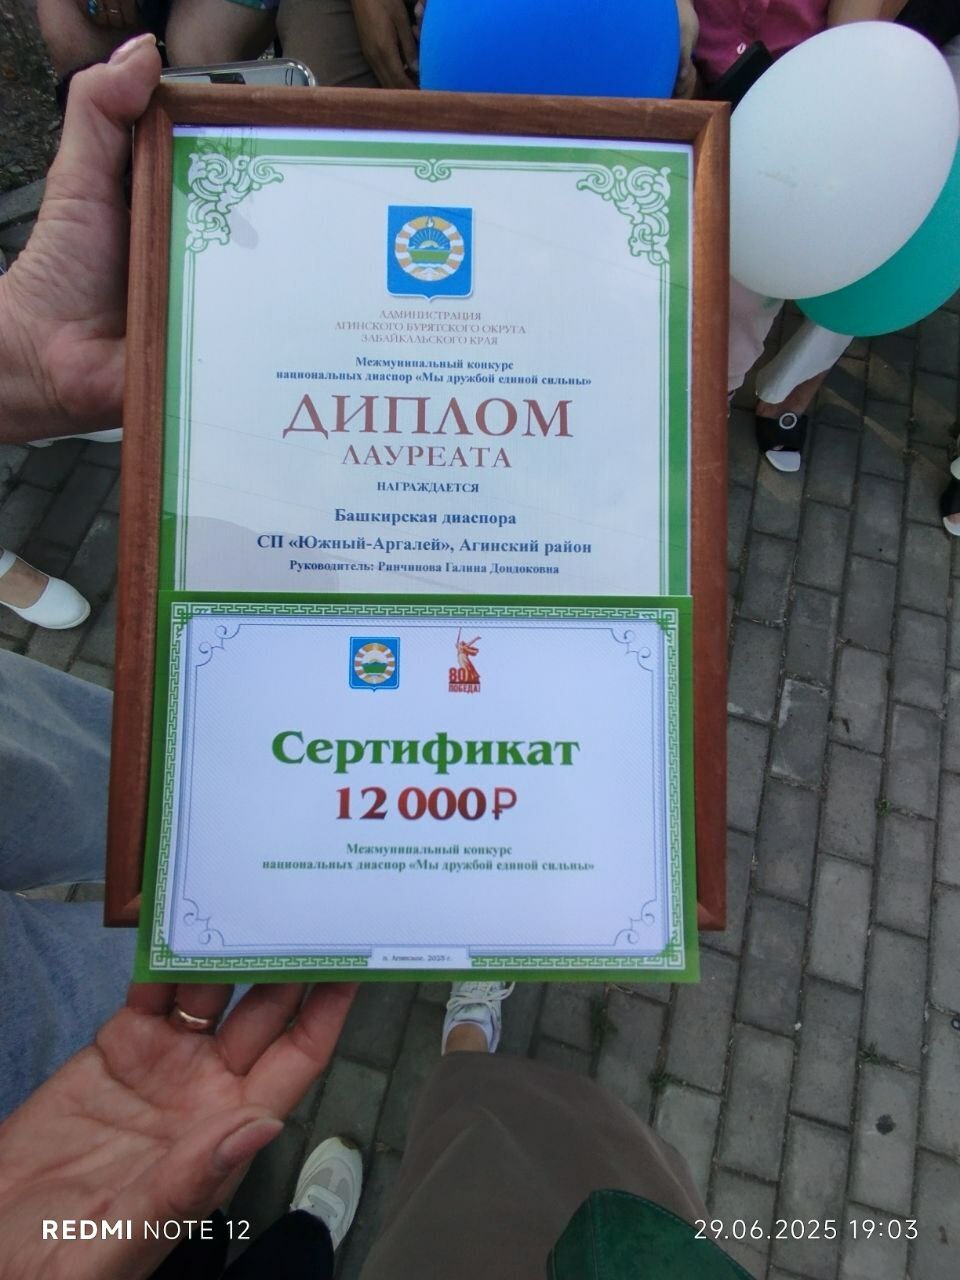 АДМИНИСТРАЦИЯ
АГИНСКОГО БУРЯТСКОГО ОКРУГА
ЗАБАЙКАЛЬСКОГО КРАЯ
Межмуниципальный конкурс
национальных диаспор «Мы дружбой единой сильны»
ДИПЛОМ
ЛАУРЕАТА
НАГРАЖДАЕТСЯ
Башкирская диаспора
СП «Южный-Аргалей», Агинский район
Руководитель: Ринчинова Галина Дондоковна
80
ПОБЕДА!
Сертификат
12 000₽
Межмуниципальный конкурс
национальных диаспор «Мы дружбой единой сильны»
п. Агинское, 2025 г.
REDMI NOTE 12
29.06.2025 19:03